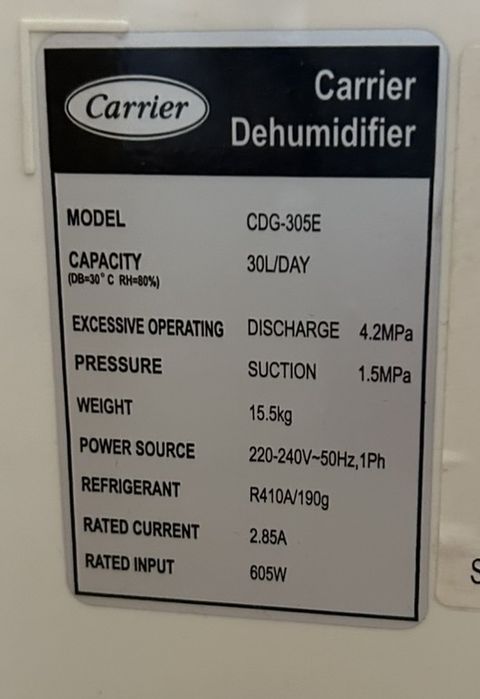 Carrier
Carrier
Dehumidifier
MODEL CDG-305E
CAPACITY 30L/DAY
(DB=30°C RH=80%)
EXCESSIVE OPERATING DISCHARGE 4.2MPa
PRESSURE SUCTION 1.5MPa
WEIGHT 15.5kg
POWER SOURCE 220-240V~50Hz,1Ph
REFRIGERANT R410A/190g
RATED CURRENT 2.85A
RATED INPUT 605W
S